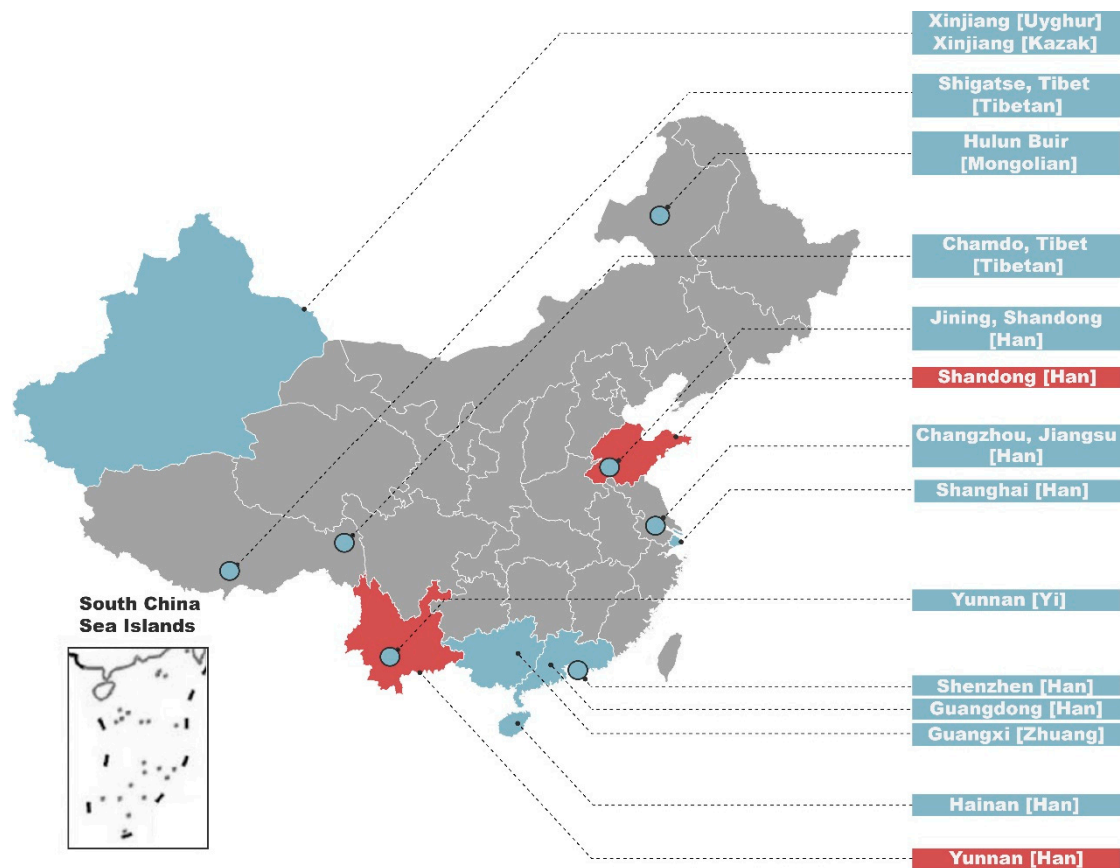 Xinjiang [Uyghur]
Xinjiang [Kazak]
Shigatse, Tibet
[Tibetan]
Hulun Buir
[Mongolian]
Chamdo, Tibet
[Tibetan]
Jining, Shandong
[Han]
Shandong [Han]
Changzhou, Jiangsu
[Han]
Shanghai [Han]
Yunnan [Yi]
South China
Sea Islands
Shenzhen [Han]
Guangdong [Han]
Guangxi [Zhuang]
Hainan [Han]
Yunnan [Han]